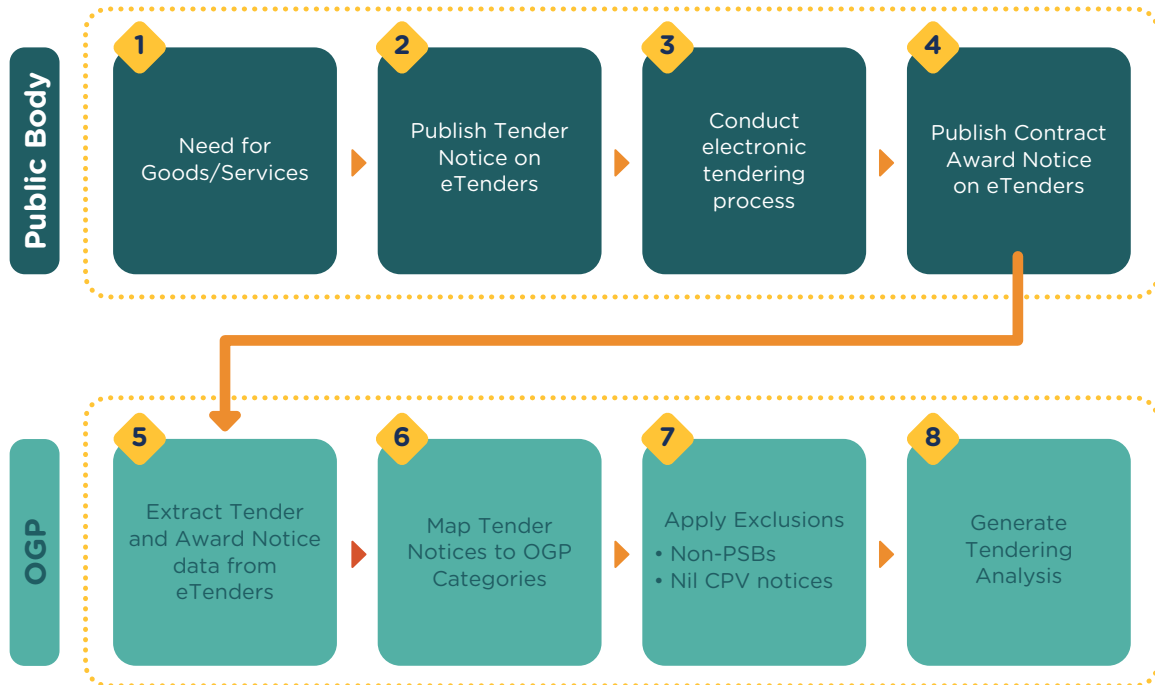 Public Body
1
Need for
Goods/Services
2
Publish Tender
Notice on
eTenders
3
Conduct
electronic
tendering
process
4
Publish Contract
Award Notice
on eTenders
OGP
5
Extract Tender
and Award Notice
data from
eTenders
6
Map Tender
Notices to OGP
Categories
7
Apply Exclusions
• Non-PSBs
• Nil CPV notices
8
Generate
Tendering
Analysis